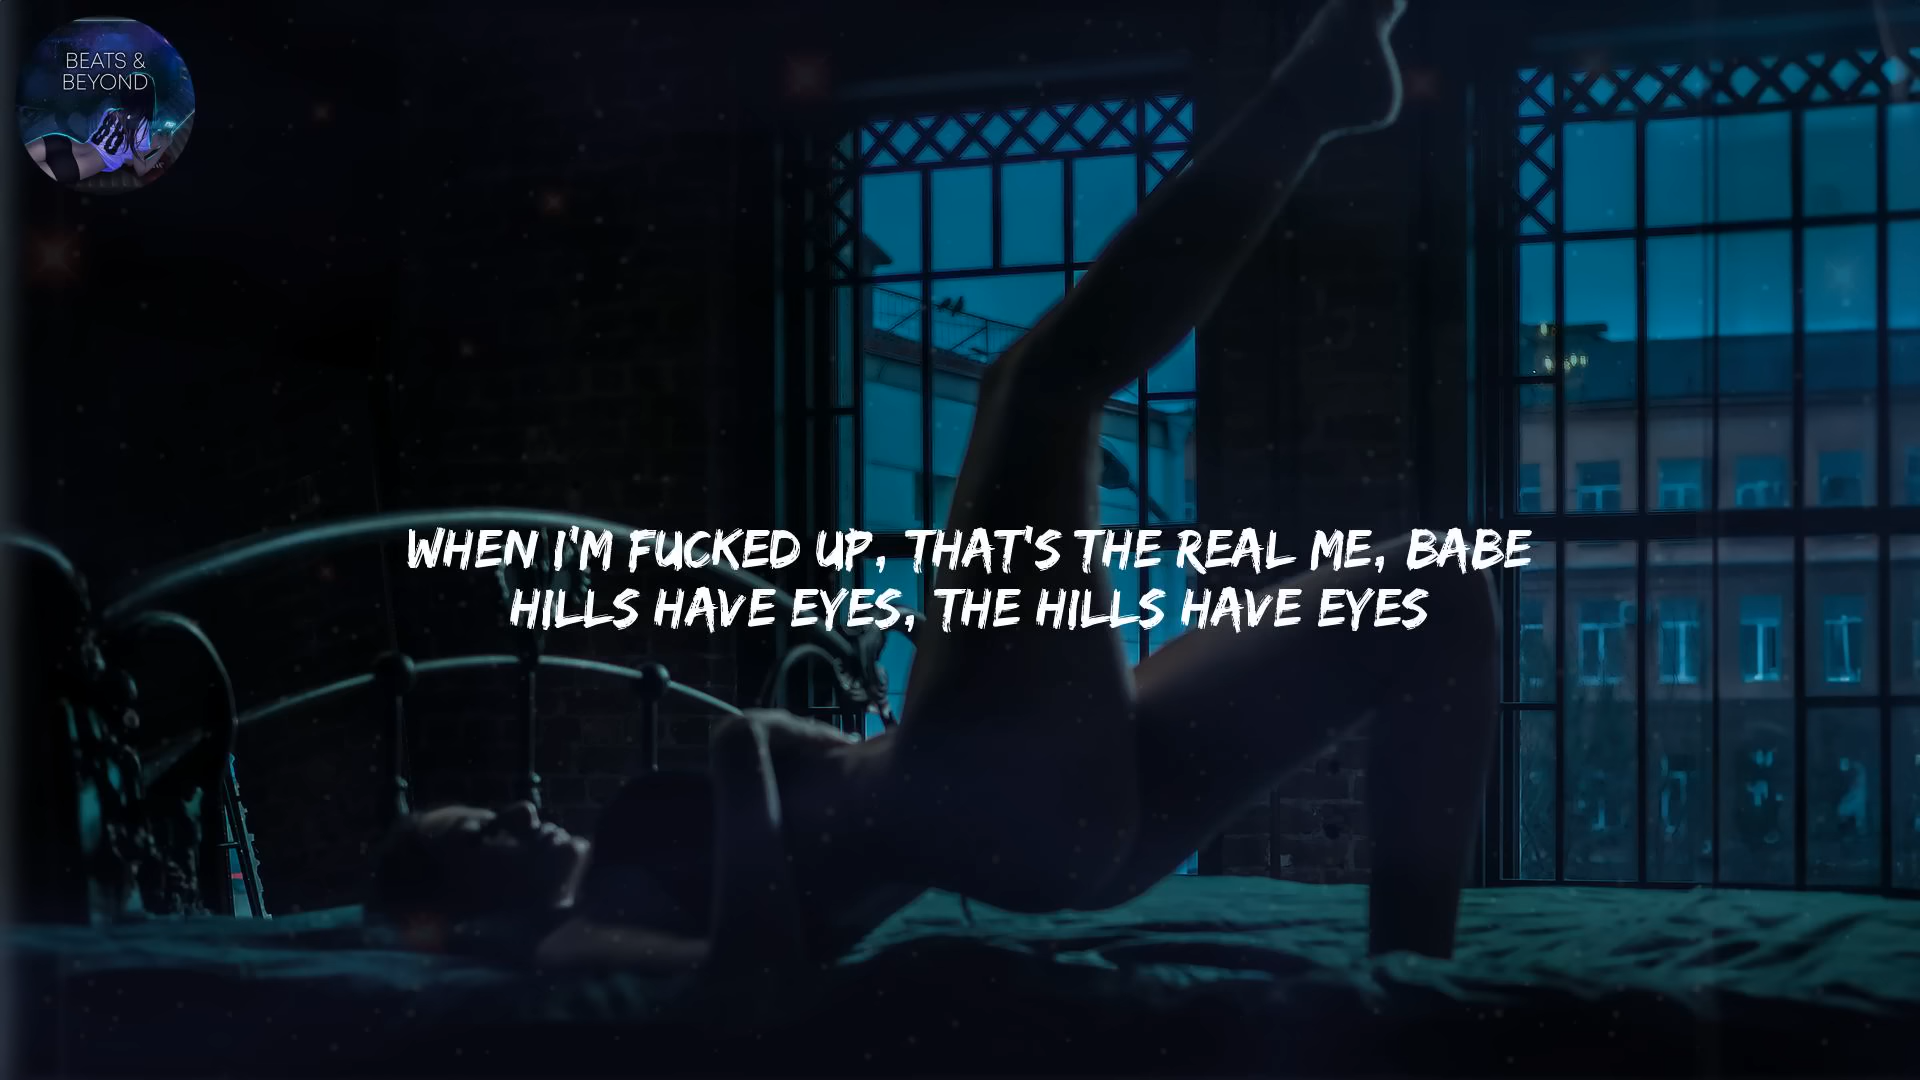 BEATS &
BEYOND
WHEN I'M FUCKED UP, THAT'S THE REAL ME, BABE
HILLS HAVE EYES, THE HILLS HAVE EYES